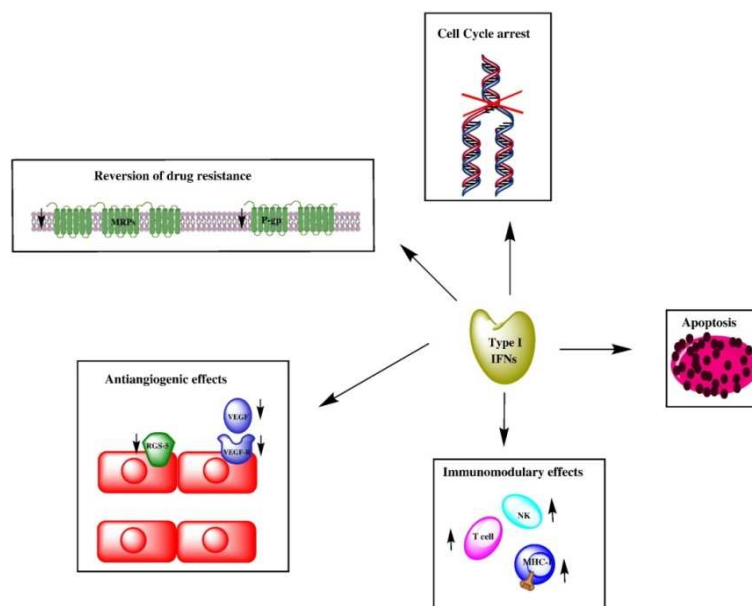 Cell Cycle arrest
Reversion of drug resistance
MRPs
P-gp
Type I
IFNs
Apoptosis
Antiangiogenic effects
VEGF
RGS-5
VEGF-R
Immunomodulary effects
NK
T cell
MHC-I